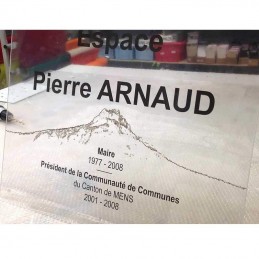 Espace
Pierre ARNAUD
Maire
1977 - 2008
Président de la Communauté de Communes
du Canton de MENS
2001 - 2008